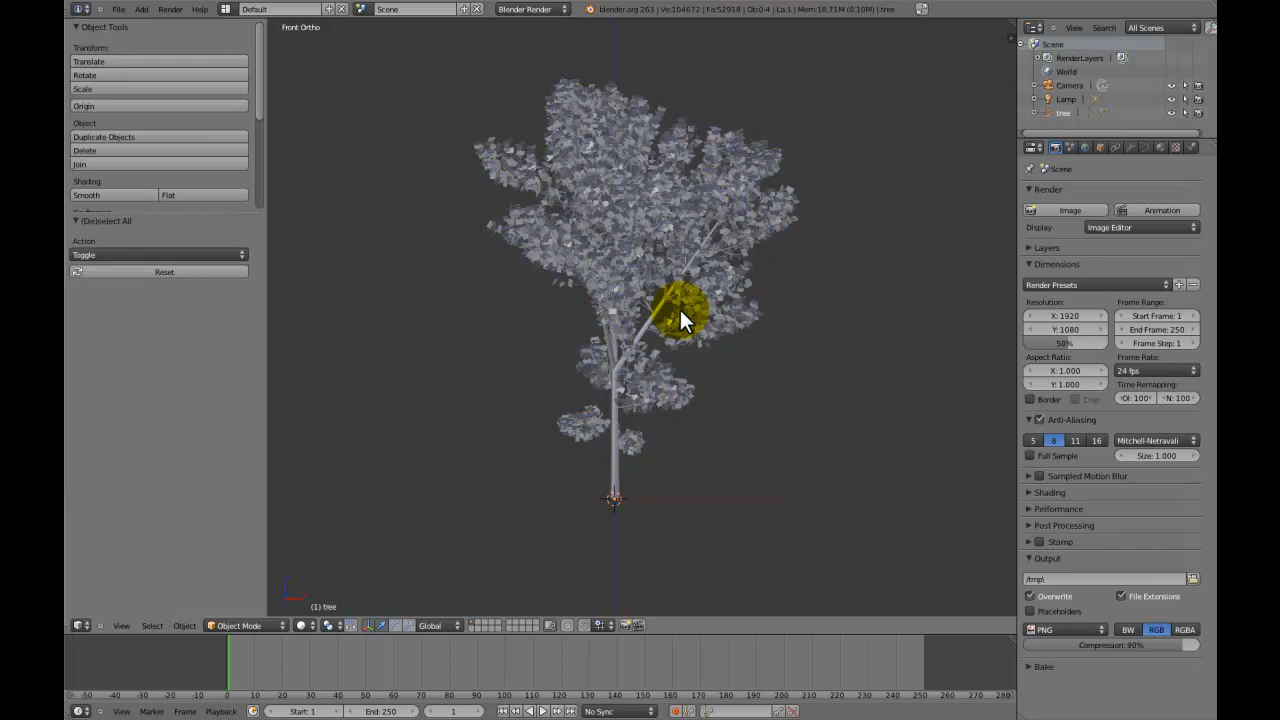 File Add Render Help Default Scene Blender Render blender.org 263 | Ve:104672 | Fa:52918 | Ob:0-4 | La:1 | Mem:18.71M (0.10M) | tree
Object Tools
Transform:
Translate
Rotate
Scale
Origin
Object:
Duplicate Objects
Delete
Join
Shading:
Smooth Flat
(De)select All
Action
Toggle
Reset
Front Ortho
(1) tree
View Select Object Object Mode Global
View Search All Scenes
Scene
RenderLayers
World
Camera
Lamp
tree
Scene
Render
Image Animation
Display: Image Editor
Layers
Dimensions
Render Presets
Resolution: Frame Range:
X: 1920 Start Frame: 1
Y: 1080 End Frame: 250
50% Frame Step: 1
Aspect Ratio: Frame Rate:
X: 1.000 24 fps
Y: 1.000 Time Remapping:
Border Crop OI: 100 N: 100
Anti-Aliasing
5 8 11 16 Mitchell-Netravali
Full Sample Size: 1.000
Sampled Motion Blur
Shading
Performance
Post Processing
Stamp
Output
/tmp\
Overwrite File Extensions
Placeholders
PNG BW RGB RGBA
Compression: 90%
Bake
-50 -40 -30 -20 -10 0 10 20 30 40 50 60 70 80 90 100 110 120 130 140 150 160 170 180 190 200 210 220 230 240 250 260 270 280
View Marker Frame Playback Start: 1 End: 250 1 No Sync